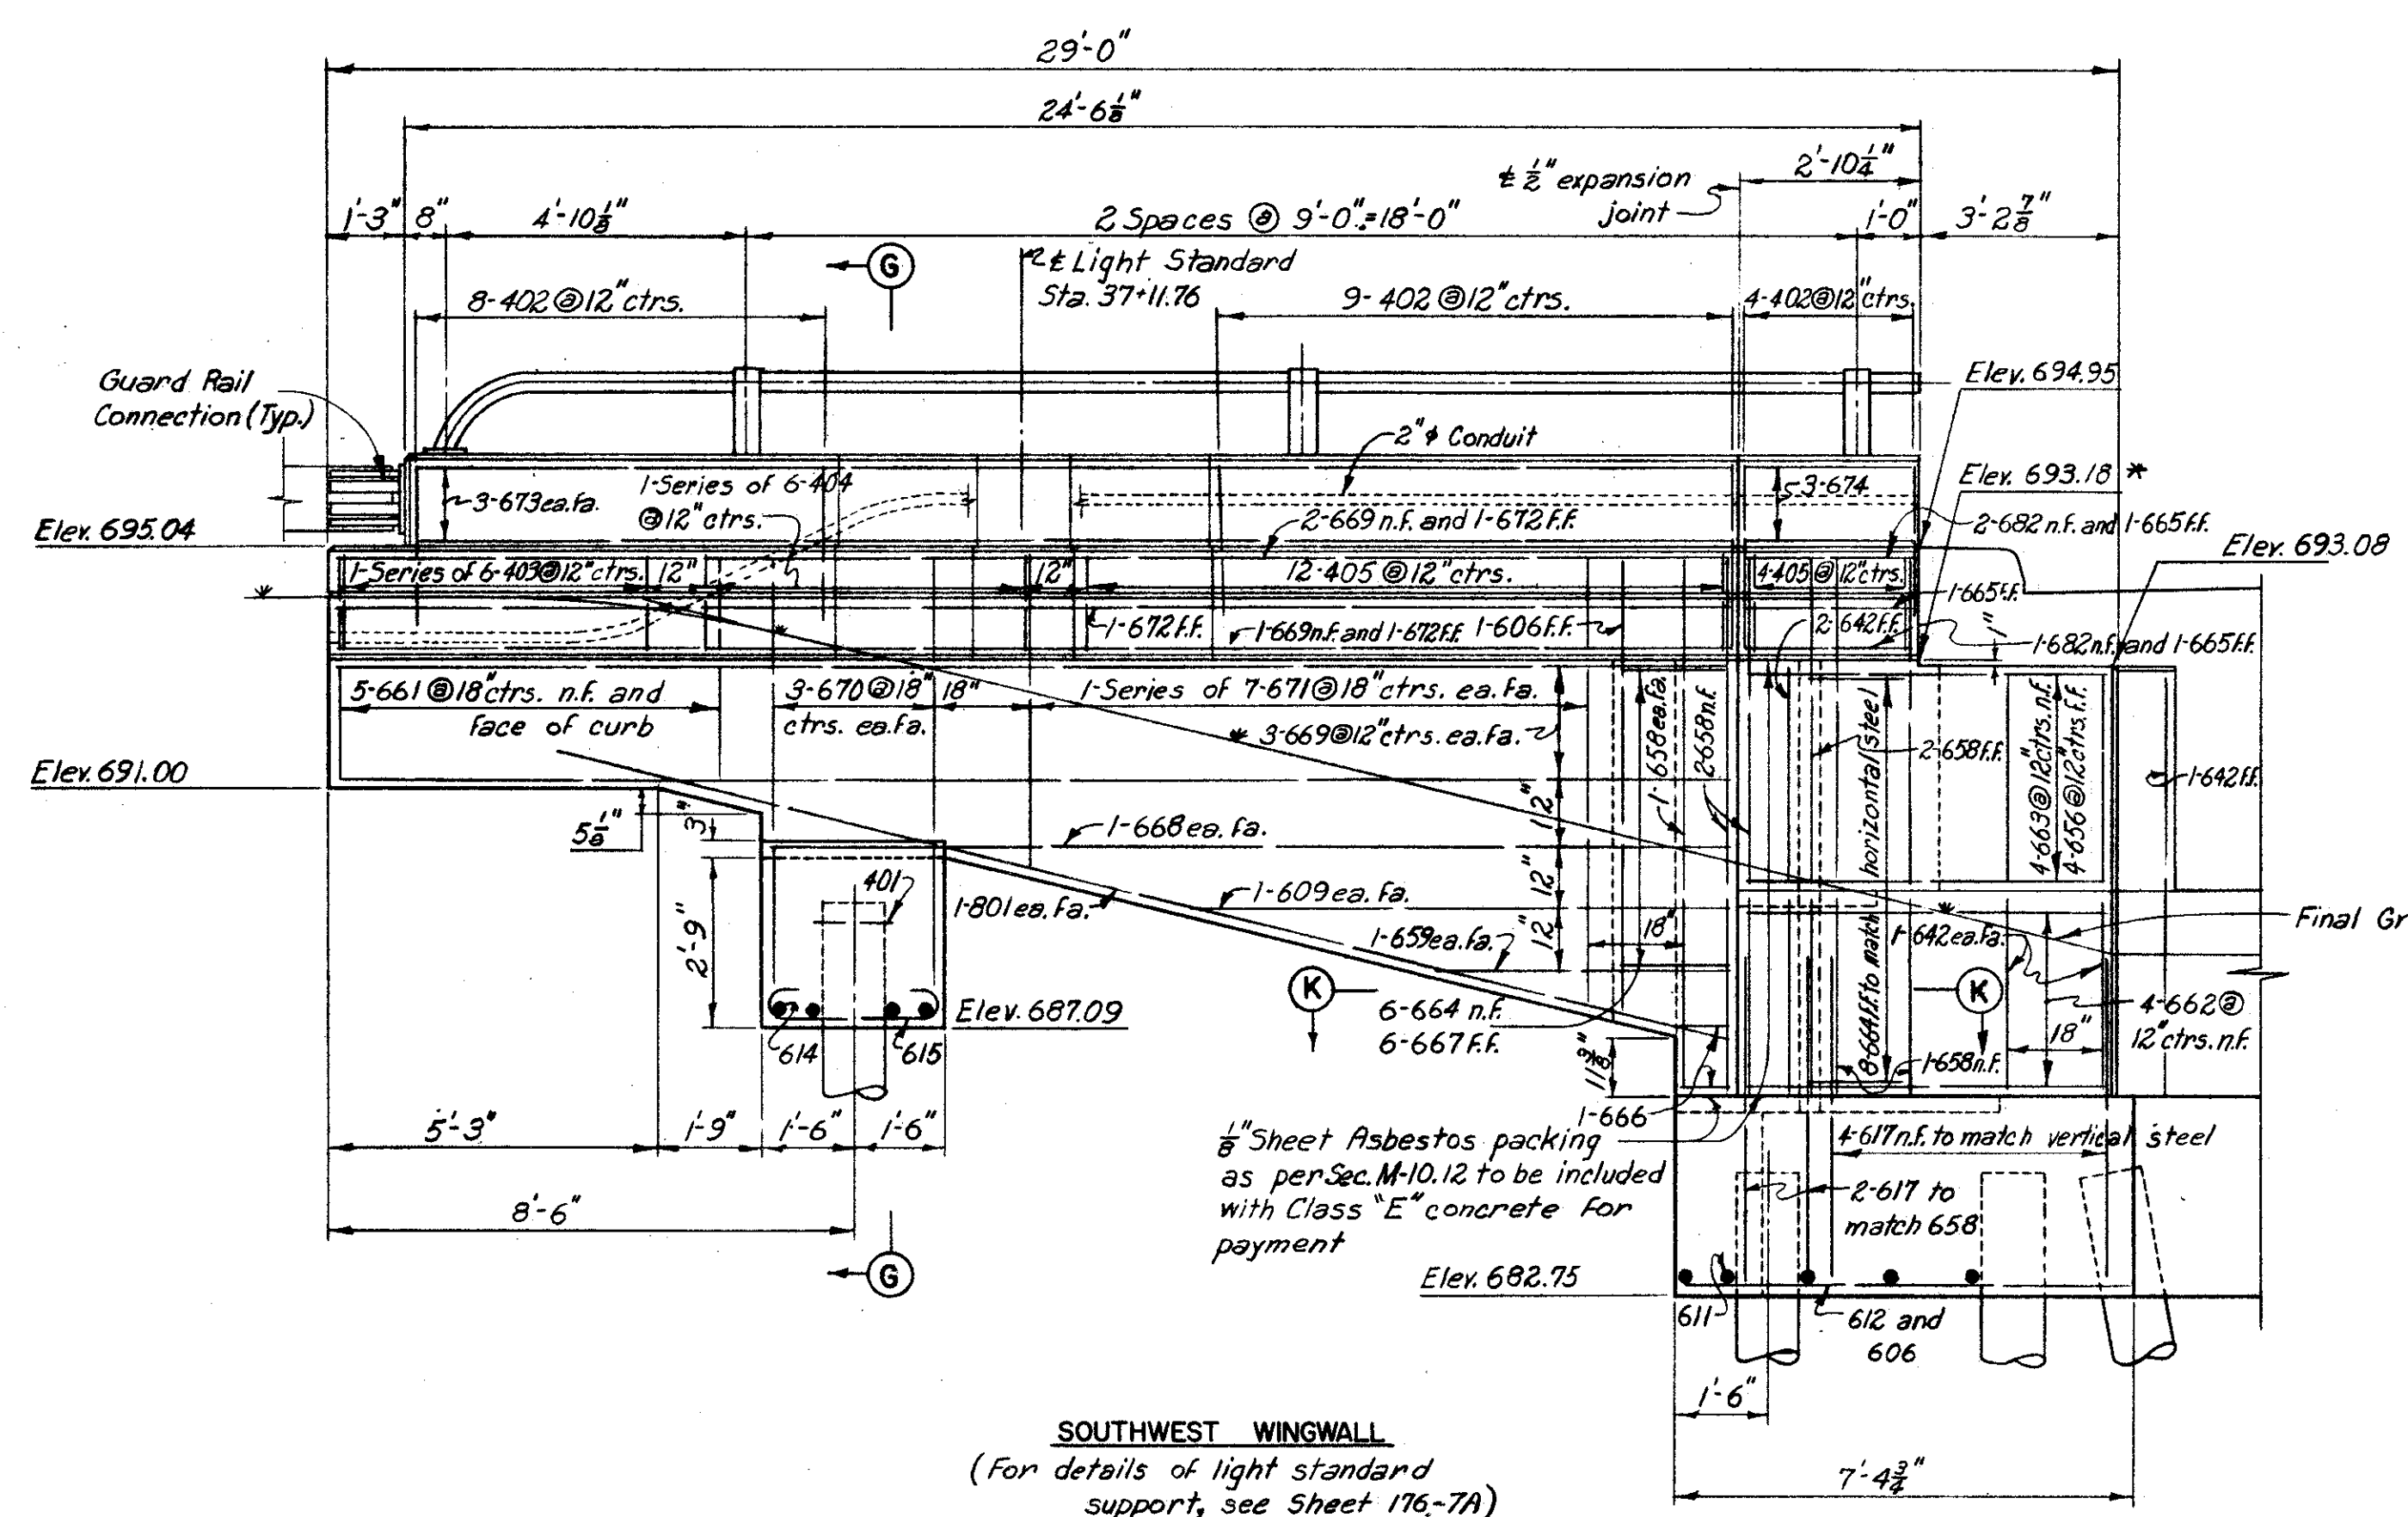 29'-0"
24'-6 1/8"
2'-10 1/4"
℄ 1/2" expansion
joint
1'-3"
8"
4'-10 1/8"
2 Spaces @ 9'-0"=18'-0"
1'-0"
3'-2 7/8"
G
℄ Light Standard
Sta. 37+11.76
8-402@12"ctrs.
9-402@12"ctrs.
4-402@12"ctrs.
Guard Rail
Connection (Typ.)
Elev. 694.95
2"φ Conduit
Elev. 693.18 *
3-673 ea.fa.
1-Series of 6-404
@12"ctrs.
3-674
Elev. 695.04
2-669 n.f. and 1-672 f.f.
2-682 n.f. and 1-665 f.f.
Elev. 693.08
1-Series of 6-403@12"ctrs.
12"
12"
12-405@12"ctrs.
4-405@12"ctrs.
1-665 f.f.
1-672 f.f.
1-669 n.f. and 1-672 f.f.
1-606 f.f.
2-642 f.f.
1"
1-682 n.f. and 1-665 f.f.
5-661@18"ctrs. n.f. and
face of curb
3-670@18"
ctrs. ea.fa.
18"
1-Series of 7-671@18"ctrs. ea.fa.
* 3-669@12"ctrs. ea.fa.
1-658 ea.fa.
2-658 n.f.
2-658 f.f.
8-664 f.f. to match horizontal steel
4-663@12"ctrs. n.f.
4-656@12"ctrs. f.f.
1-642 f.f.
Elev. 691.00
5 1/8"
3"
1-668 ea.fa.
12"
401
1-801 ea.fa.
1-609 ea.fa.
12"
2'-9"
1-659 ea.fa.
12"
18"
1-642 ea.fa.
Final Gr
K
K
Elev. 687.09
6-664 n.f.
6-667 f.f.
4-662@
12"ctrs. n.f.
18"
614
615
11 3/8"
1-658 n.f.
1-666
5'-3"
1'-9"
1'-6"
1'-6"
1/8" Sheet Asbestos packing
as per Sec. M-10.12 to be included
with Class "E" concrete for
payment
4-617 n.f. to match vertical steel
2-617 to
match 658
8'-6"
G
Elev. 682.75
611
612 and
606
1'-6"
SOUTHWEST WINGWALL
(For details of light standard
support, see Sheet 176-7A)
7'-4 3/4"